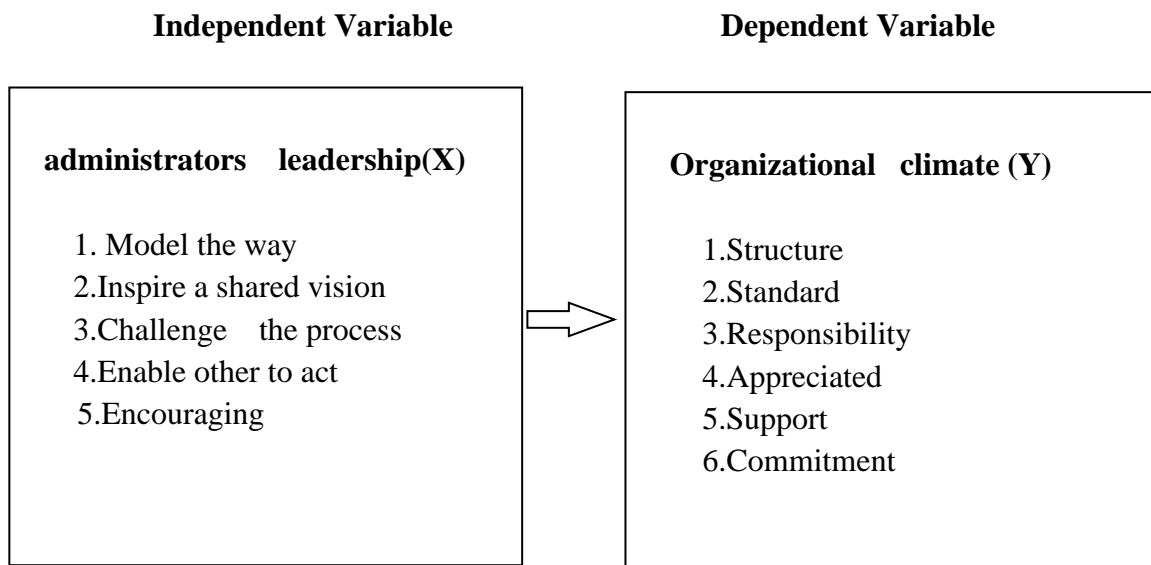 Independent Variable
Dependent Variable
administrators leadership(X)
1. Model the way
2.Inspire a shared vision
3.Challenge the process
4.Enable other to act
5.Encouraging
Organizational climate (Y)
1.Structure
2.Standard
3.Responsibility
4.Appreciated
5.Support
6.Commitment